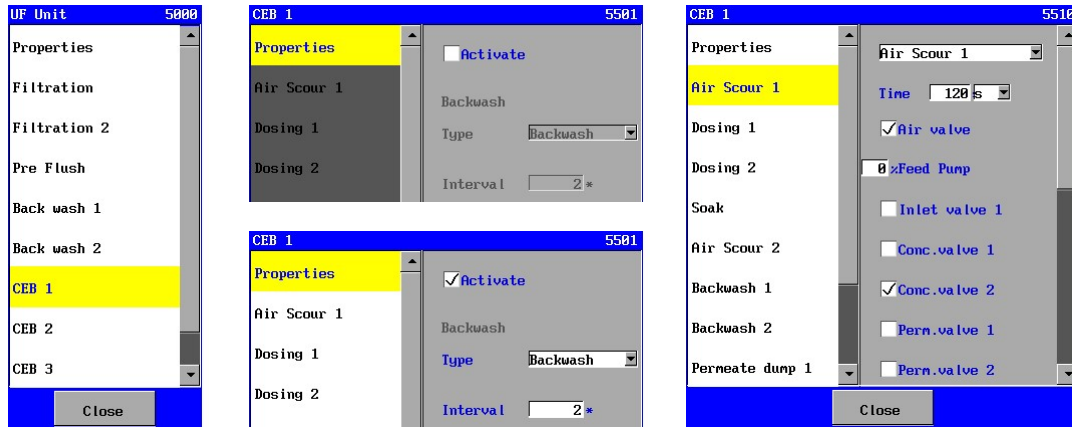 UF Unit 5000
Properties
Filtration
Filtration 2
Pre Flush
Back wash 1
Back wash 2
CEB 1
CEB 2
CEB 3
Close
CEB 1 5501
Properties
Air Scour 1
Dosing 1
Dosing 2
Activate
Backwash
Type Backwash
Interval 2 *
CEB 1 5501
Properties
Air Scour 1
Dosing 1
Dosing 2
Activate
Backwash
Type Backwash
Interval 2 *
CEB 1 5510
Properties
Air Scour 1
Dosing 1
Dosing 2
Soak
Air Scour 2
Backwash 1
Backwash 2
Permeate dump 1
Air Scour 1
Time 120 s
Air valve
0 %Feed Pump
Inlet valve 1
Conc.valve 1
Conc.valve 2
Perm.valve 1
Perm.valve 2
Close